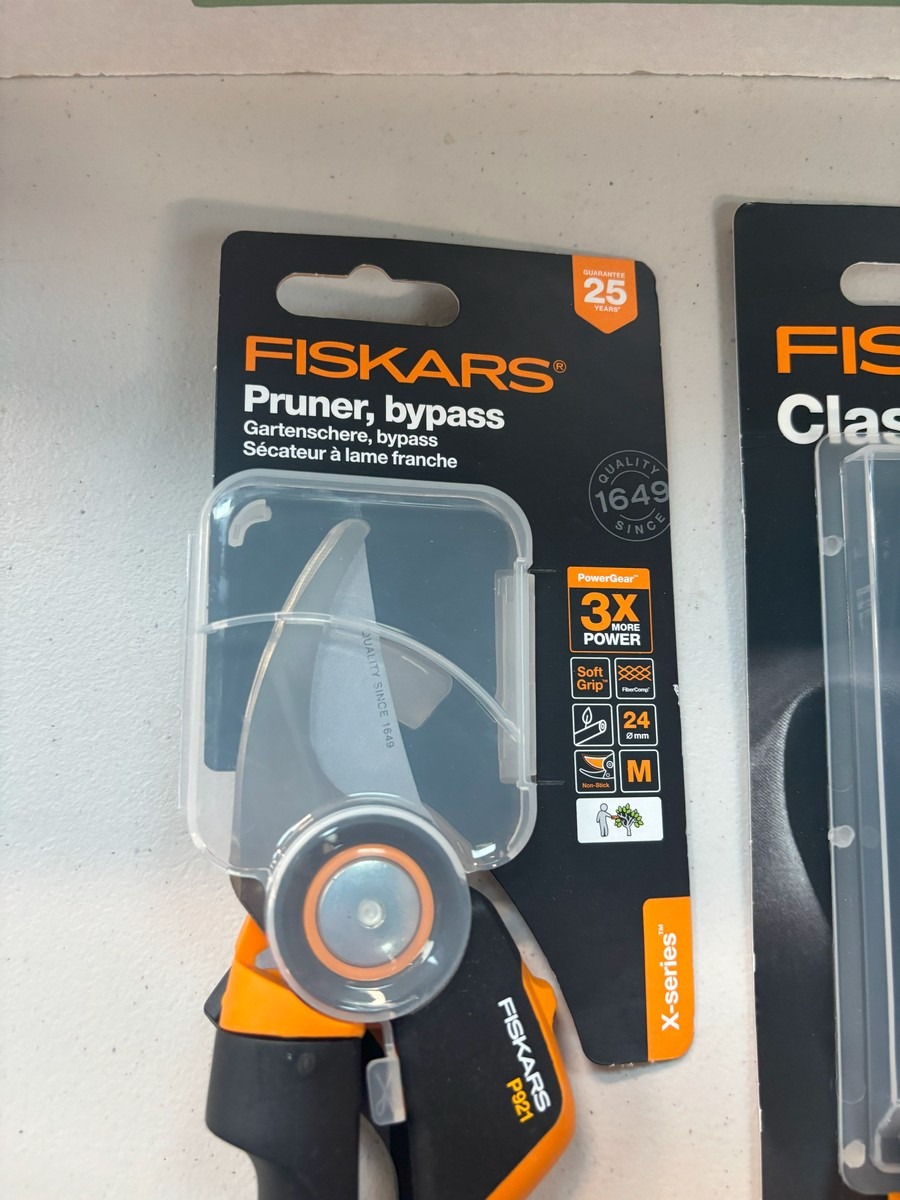 GUARANTEE
25
YEARS*
FISKARS®
Pruner, bypass
Gartenschere, bypass
Sécateur à lame franche
QUALITY
1649
SINCE
PowerGear™
3X
MORE
POWER
Soft
Grip™
FiberComp™
24
Ø mm
Non-Stick
M
X-series™
QUALITY SINCE 1649
FISKARS
P921
FIS
Clas